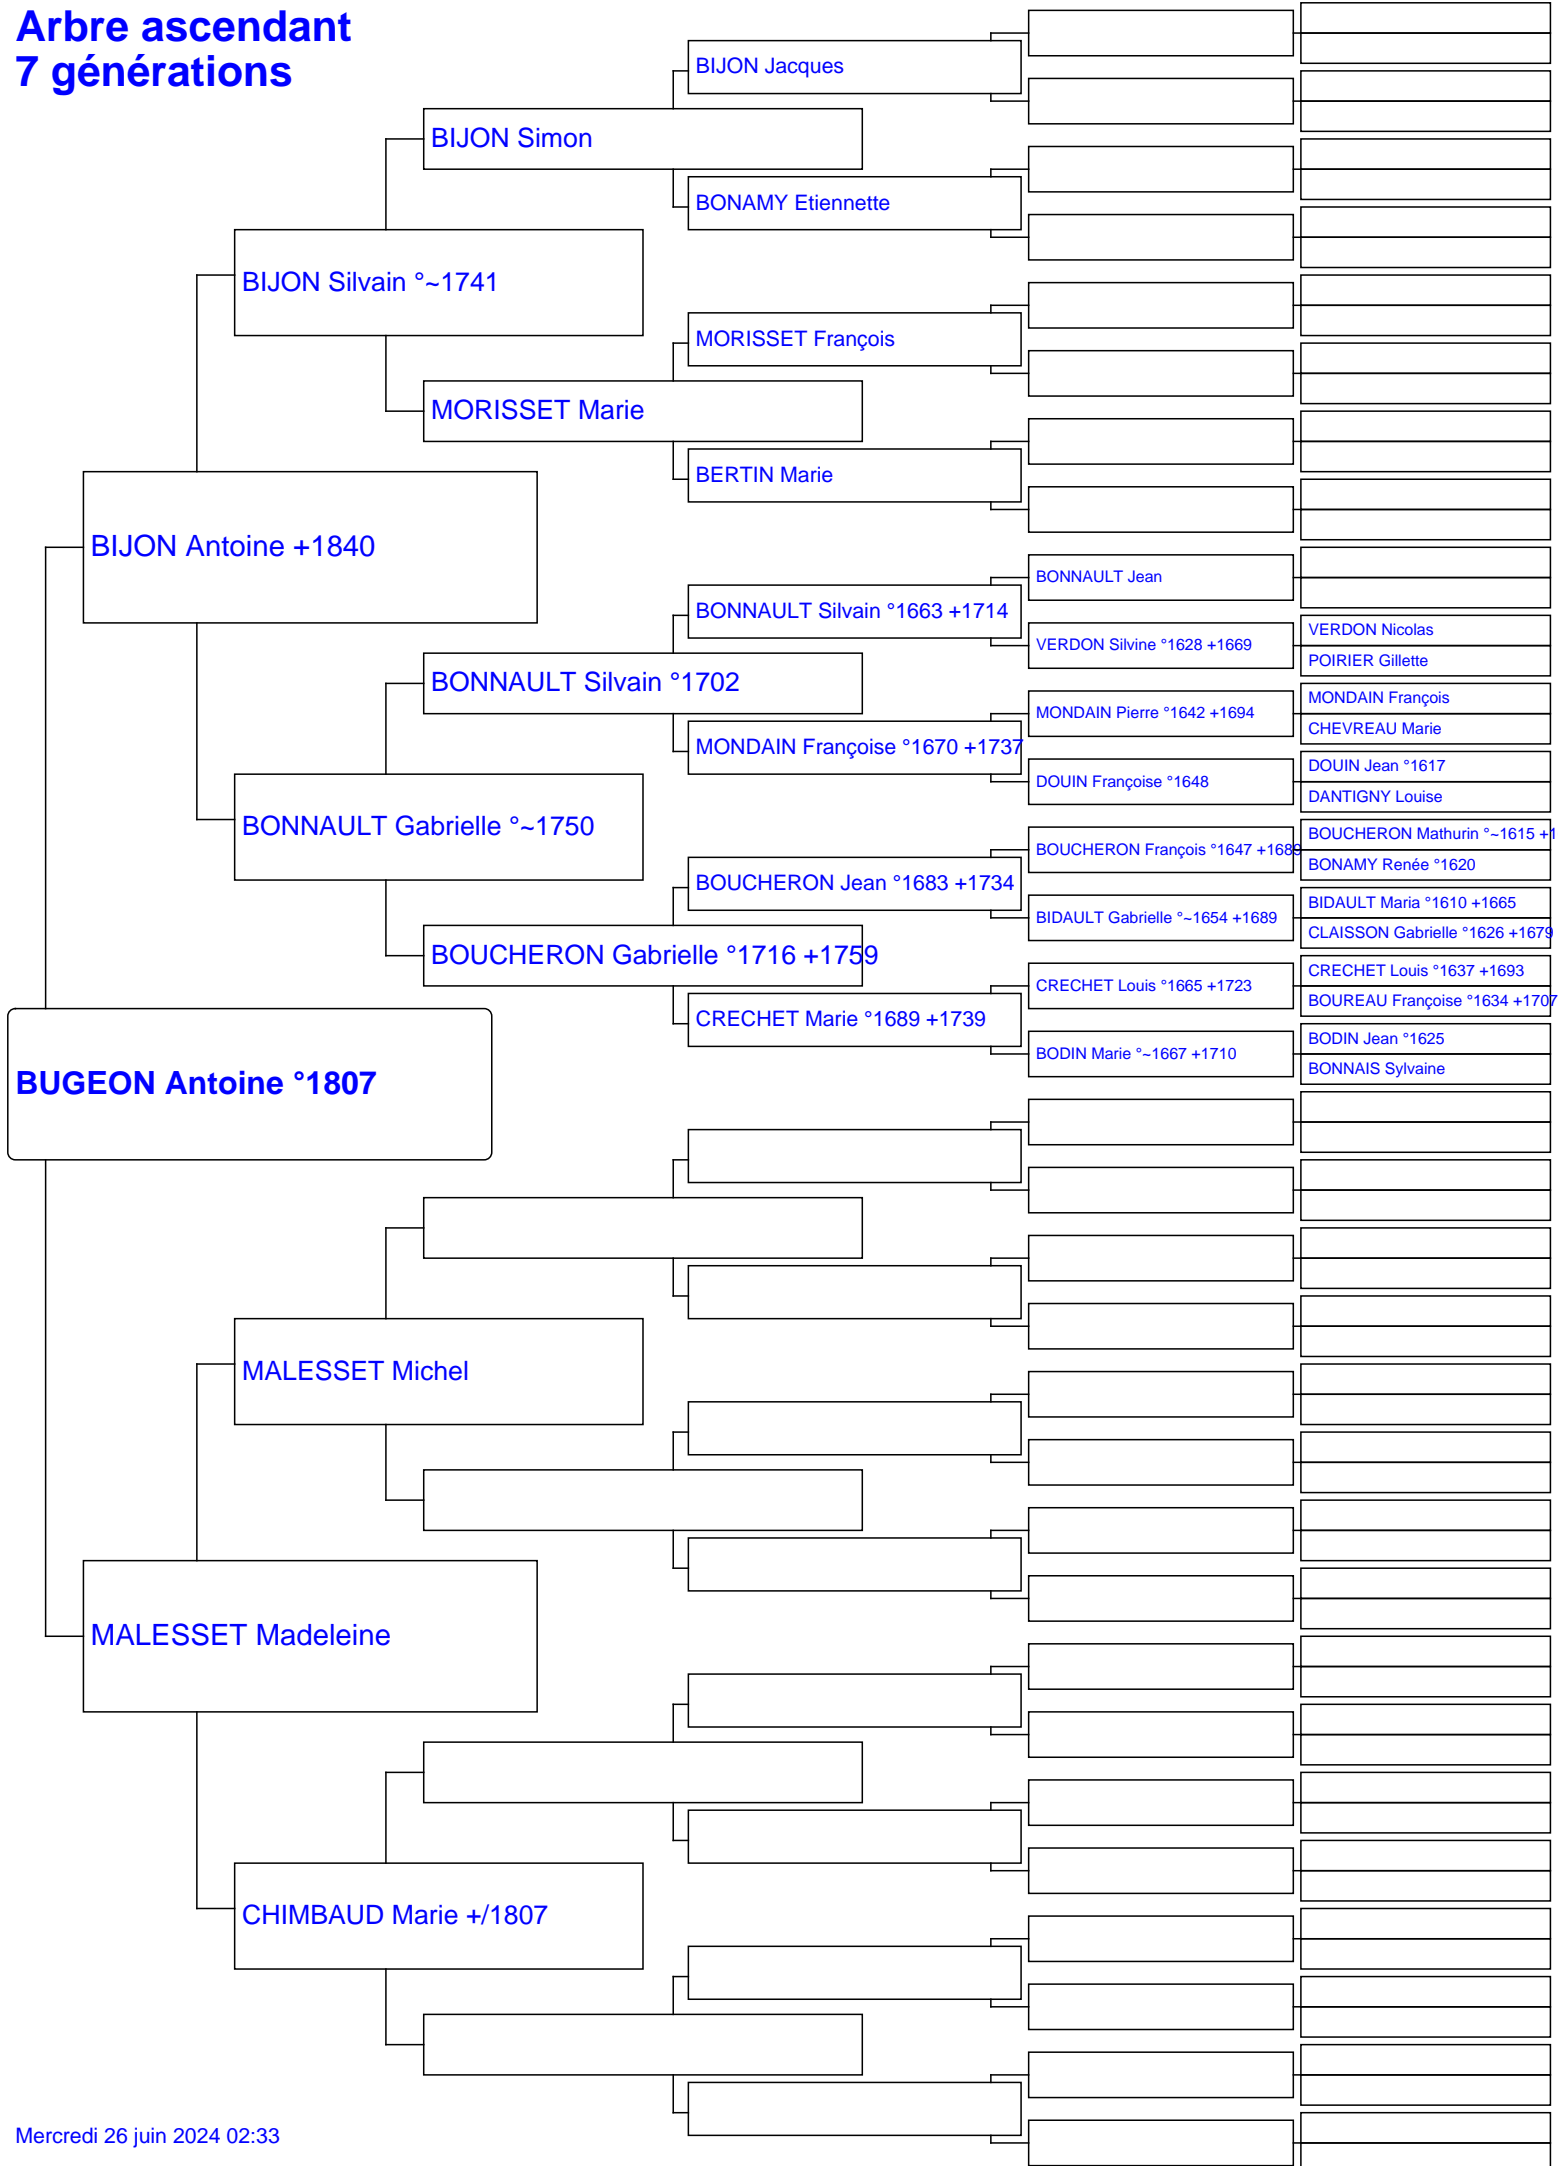 Arbre ascendant
7 générations
BIJON Jacques
BIJON Simon
BONAMY Etiennette
BIJON Silvain °~1741
MORISSET François
MORISSET Marie
BERTIN Marie
BIJON Antoine +1840
BONNAULT Jean
BONNAULT Silvain °1663 +1714
VERDON Nicolas
VERDON Silvine °1628 +1669
POIRIER Gillette
BONNAULT Silvain °1702
MONDAIN François
MONDAIN Pierre °1642 +1694
CHEVREAU Marie
MONDAIN Françoise °1670 +1737
DOUIN Jean °1617
DOUIN Françoise °1648
DANTIGNY Louise
BONNAULT Gabrielle °~1750
BOUCHERON Mathurin °~1615 +1
BOUCHERON François °1647 +1689
BONAMY Renée °1620
BOUCHERON Jean °1683 +1734
BIDAULT Maria °1610 +1665
BIDAULT Gabrielle °~1654 +1689
CLAISSON Gabrielle °1626 +1679
BOUCHERON Gabrielle °1716 +1759
CRECHET Louis °1637 +1693
CRECHET Louis °1665 +1723
BOUREAU Françoise °1634 +1707
CRECHET Marie °1689 +1739
BODIN Jean °1625
BODIN Marie °~1667 +1710
BONNAIS Sylvaine
BUGEON Antoine °1807
MALESSET Michel
MALESSET Madeleine
CHIMBAUD Marie +/1807
Mercredi 26 juin 2024 02:33